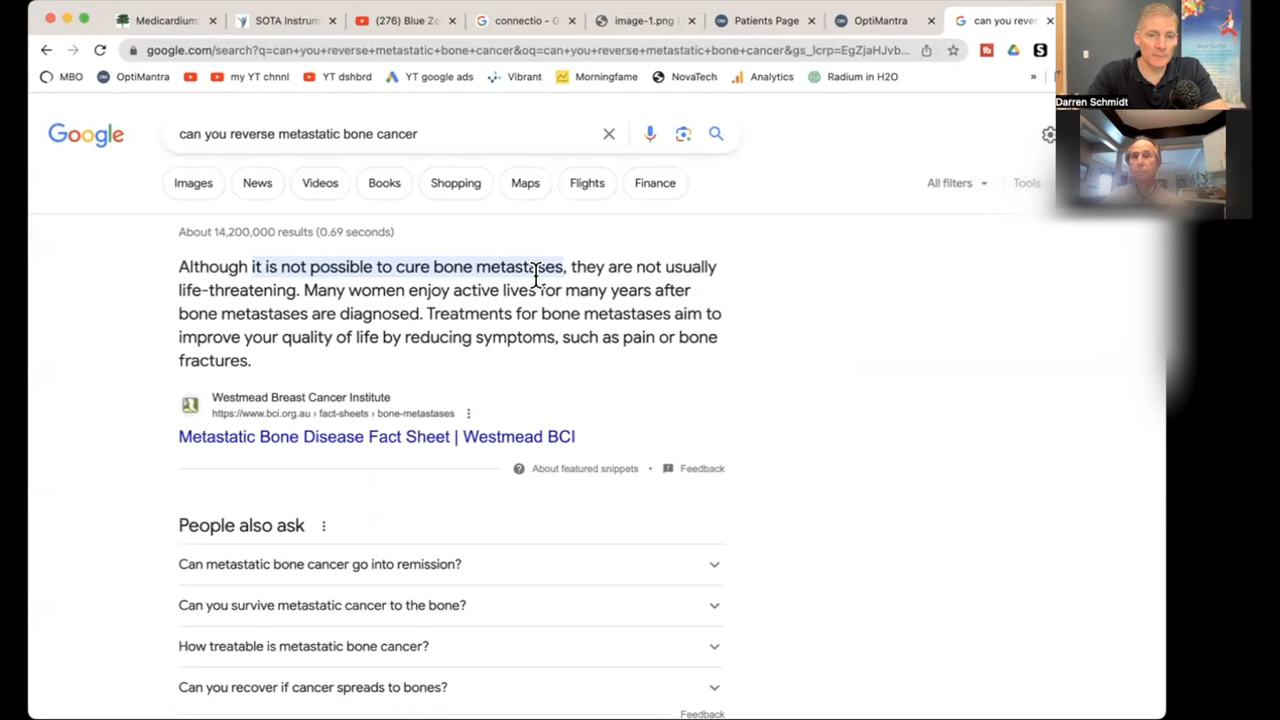 Medicardium
SOTA Instrum
(276) Blue Zo
connectio - G
image-1.png
Patients Page
OptiMantra
can you reve
google.com/search?q=can+you+reverse+metastatic+bone+cancer&oq=can+you+reverse+metastatic+bone+cancer&gs_lcrp=EgZjaHJvb...
MBO
OptiMantra
my YT chnnl
YT dshbrd
YT google ads
Vibrant
Morningfame
NovaTech
Analytics
Radium in H2O
»
Darren Schmidt
Google
can you reverse metastatic bone cancer
Images
News
Videos
Books
Shopping
Maps
Flights
Finance
All filters
Tools
About 14,200,000 results (0.69 seconds)
Although it is not possible to cure bone metastases, they are not usually
life-threatening. Many women enjoy active lives for many years after
bone metastases are diagnosed. Treatments for bone metastases aim to
improve your quality of life by reducing symptoms, such as pain or bone
fractures.
Westmead Breast Cancer Institute
https://www.bci.org.au › fact-sheets › bone-metastases
Metastatic Bone Disease Fact Sheet | Westmead BCI
About featured snippets
•
Feedback
People also ask
Can metastatic bone cancer go into remission?
Can you survive metastatic cancer to the bone?
How treatable is metastatic bone cancer?
Can you recover if cancer spreads to bones?
Feedback